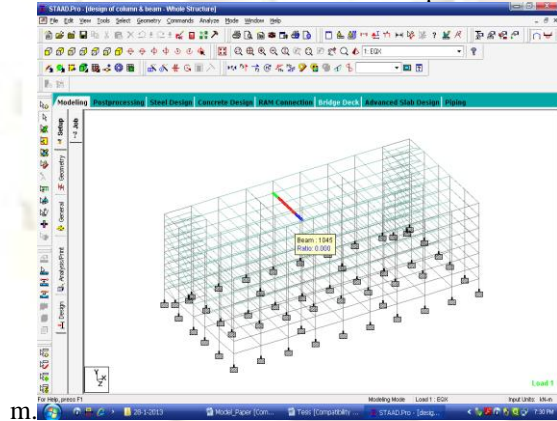 STAAD.Pro - [design of column & beam - Whole Structure]
File Edit View Tools Select Geometry Commands Analyze Mode Window Help
1: EQX
Modeling Postprocessing Steel Design Concrete Design RAM Connection Bridge Deck Advanced Slab Design Piping
Setup
Job
Geometry
General
Analysis/Print
Design
Beam : 1045
Ratio: 0.000
Y
X
Z
Load 1
For Help, press F1
Modeling Mode Load 1 : EQX Input Units: kN-m
m.
28-1-2013 Model_Paper [Com... Tess [Compatibility ... STAAD.Pro - [desig... 7:30 PM